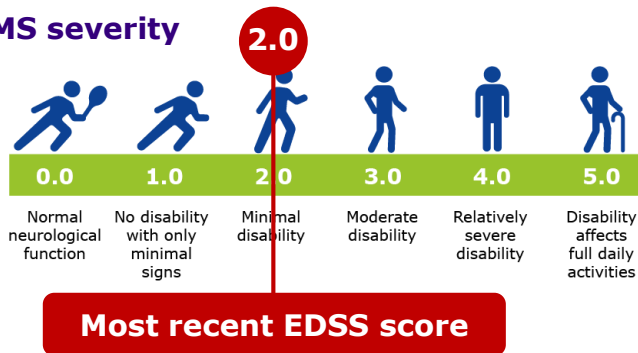 MS severity
2.0
0.0 1.0 2.0 3.0 4.0 5.0
Normal neurological function
No disability with only minimal signs
Minimal disability
Moderate disability
Relatively severe disability
Disability affects full daily activities
Most recent EDSS score